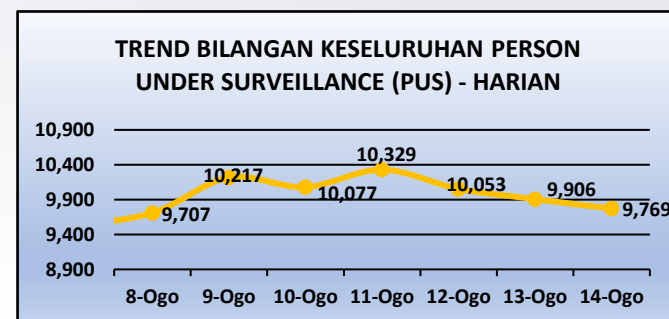 TREND BILANGAN KESELURUHAN PERSON
UNDER SURVEILLANCE (PUS) - HARIAN
10,900
10,400
9,900
9,400
8,900
9,707
10,217
10,077
10,329
10,053
9,906
9,769
8-Ogo
9-Ogo
10-Ogo
11-Ogo
12-Ogo
13-Ogo
14-Ogo